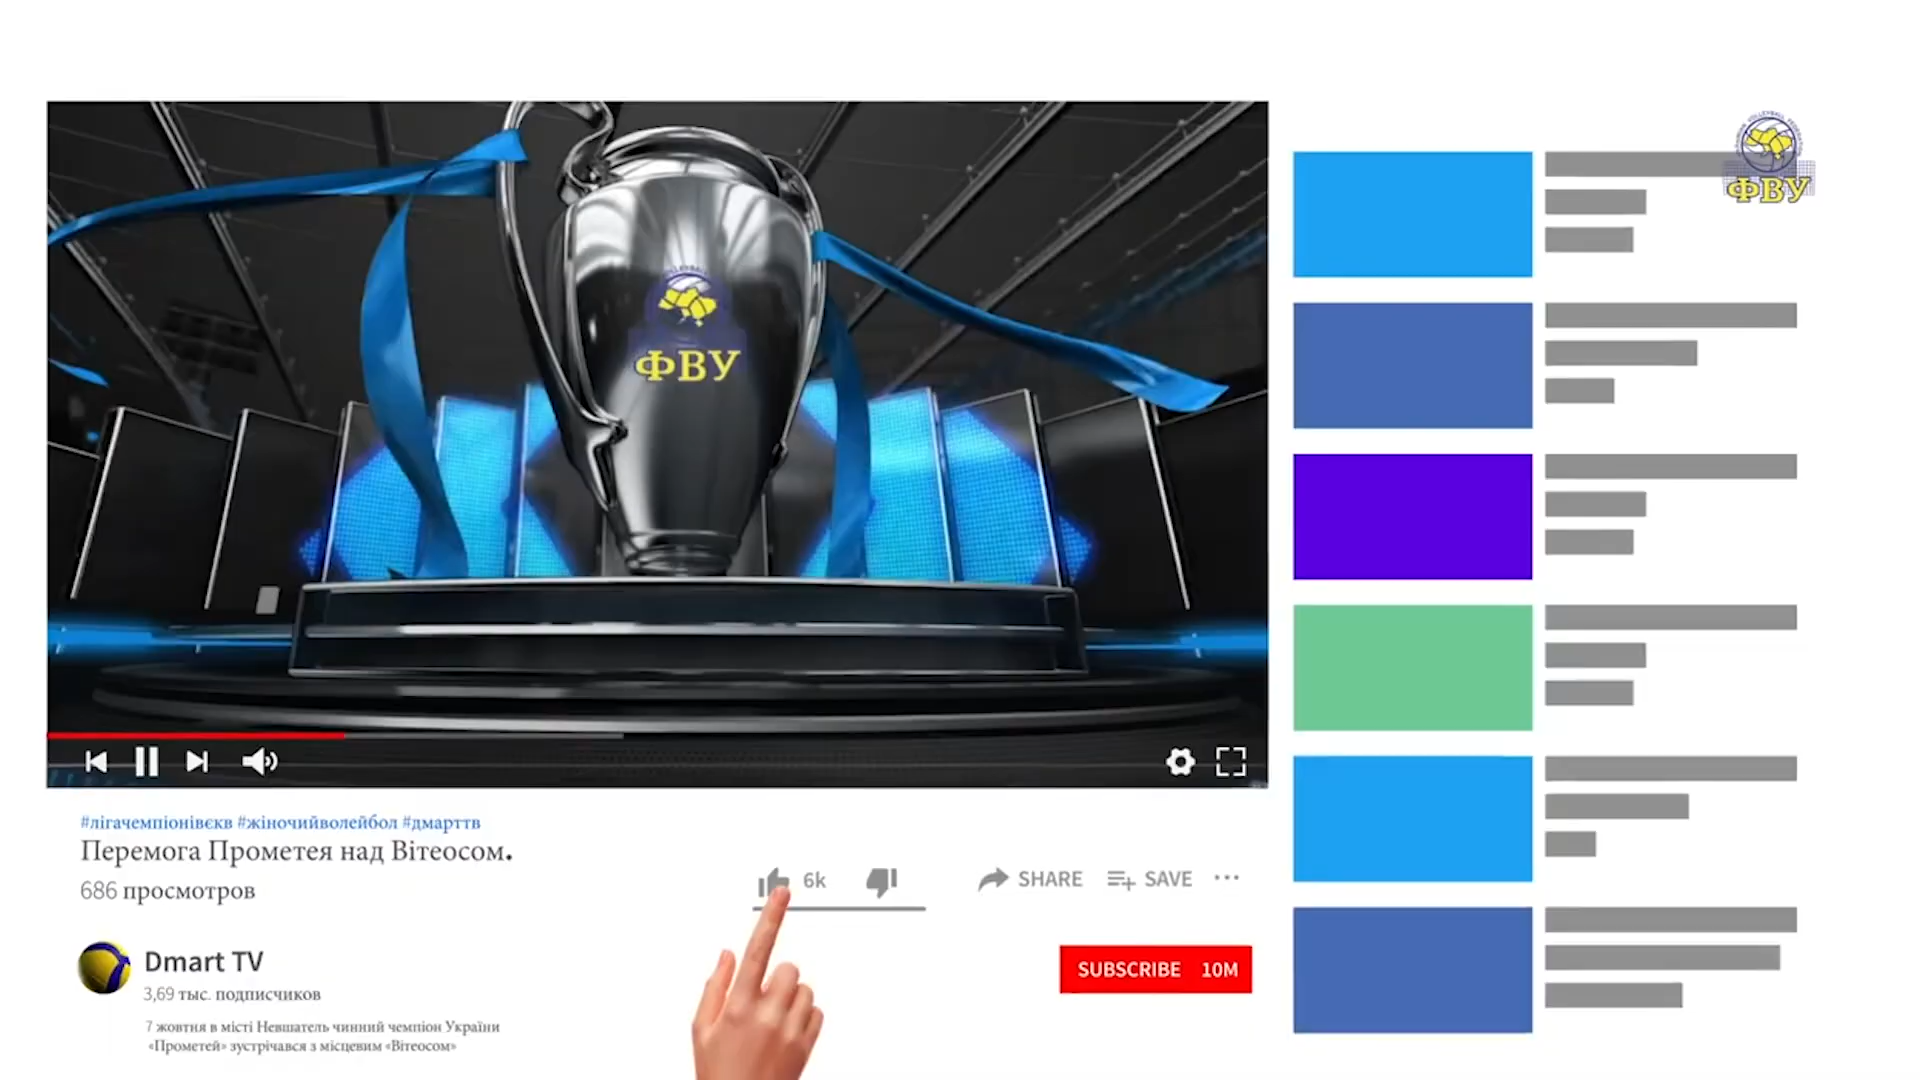 ФВУ
ФВУ
#лігачемпіонівєкв #жіночийволейбол #дмарттв
Перемога Прометея над Вітеосом.
686 просмотров
6k
SHARE
SAVE
SUBSCRIBE 10M
Dmart TV
3,69 тыс. подписчиков
7 жовтня в місті Невшатель чинний чемпіон України
«Прометей» зустрічався з місцевим «Вітеосом»